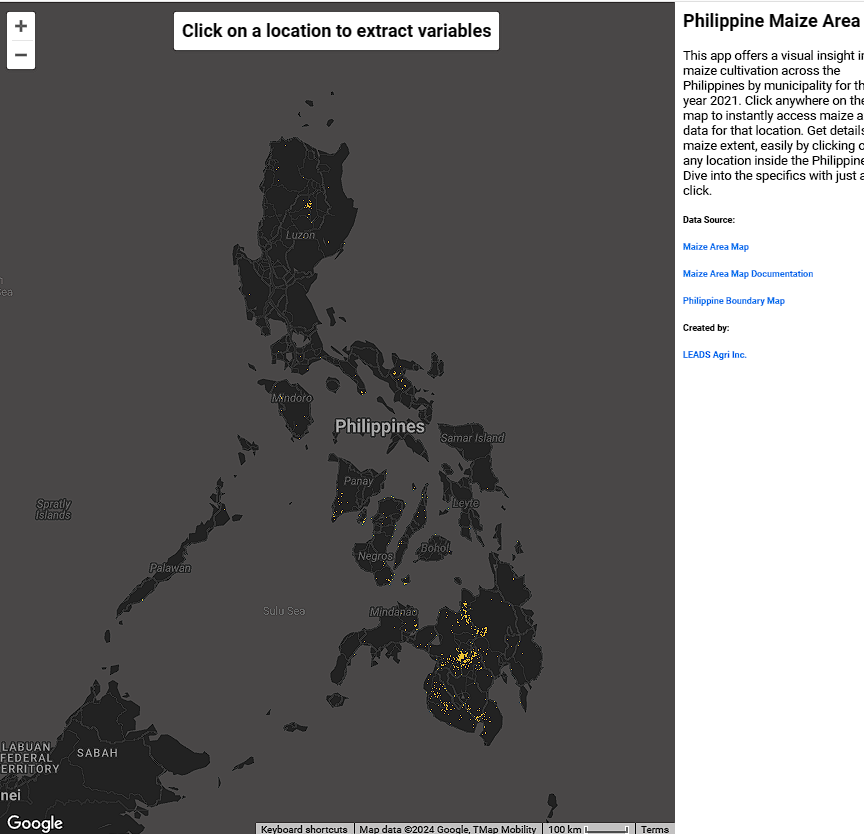 +
−
Click on a location to extract variables
Luzon
Mindoro
Philippines
Samar Island
Panay
Leyte
Spratly
Islands
Negros
Bohol
Palawan
Sulu Sea
Mindanao
ea
LABUAN
FEDERAL
ERRITORY
SABAH
nei
Google
Keyboard shortcuts
Map data ©2024 Google, TMap Mobility
100 km
Terms
Philippine Maize Area
This app offers a visual insight i
maize cultivation across the
Philippines by municipality for th
year 2021. Click anywhere on the
map to instantly access maize a
data for that location. Get details
maize extent, easily by clicking o
any location inside the Philippine
Dive into the specifics with just a
click.
Data Source:
Maize Area Map
Maize Area Map Documentation
Philippine Boundary Map
Created by:
LEADS Agri Inc.